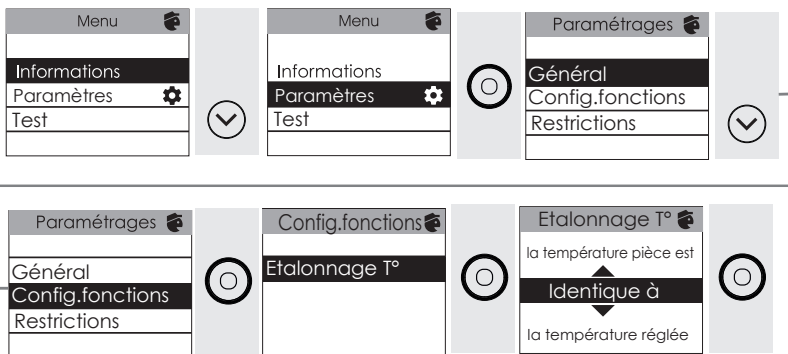 Menu
Informations
Paramètres
Test
Menu
Informations
Paramètres
Test
Paramétrages
Général
Config.fonctions
Restrictions
Paramétrages
Général
Config.fonctions
Restrictions
Config.fonctions
Etalonnage T°
Etalonnage T°
la température pièce est
Identique à
la température réglée